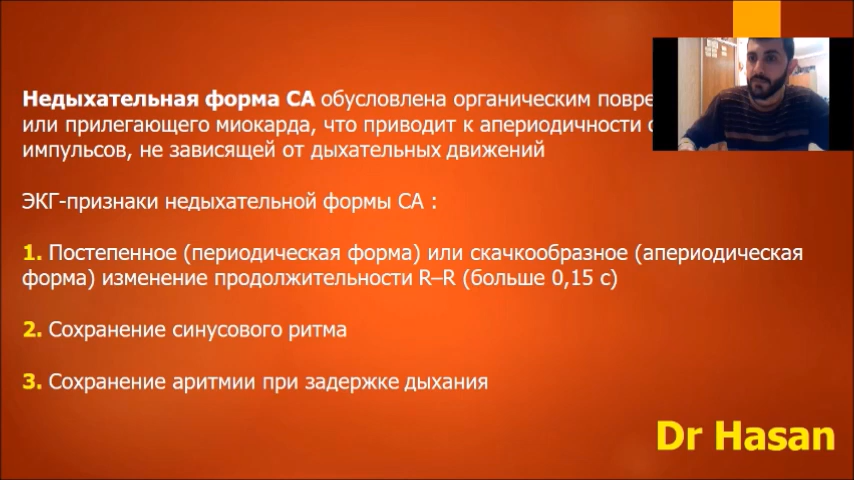 Недыхательная форма СА обусловлена органическим
или прилегающего миокарда, что приводит к апериодичности
импульсов, не зависящей от дыхательных движений
ЭКГ-признаки недыхательной формы СА :
1. Постепенное (периодическая форма) или скачкообразное (апериодическая
форма) изменение продолжительности R–R (больше 0,15 с)
2. Сохранение синусового ритма
3. Сохранение аритмии при задержке дыхания
Dr Hasan